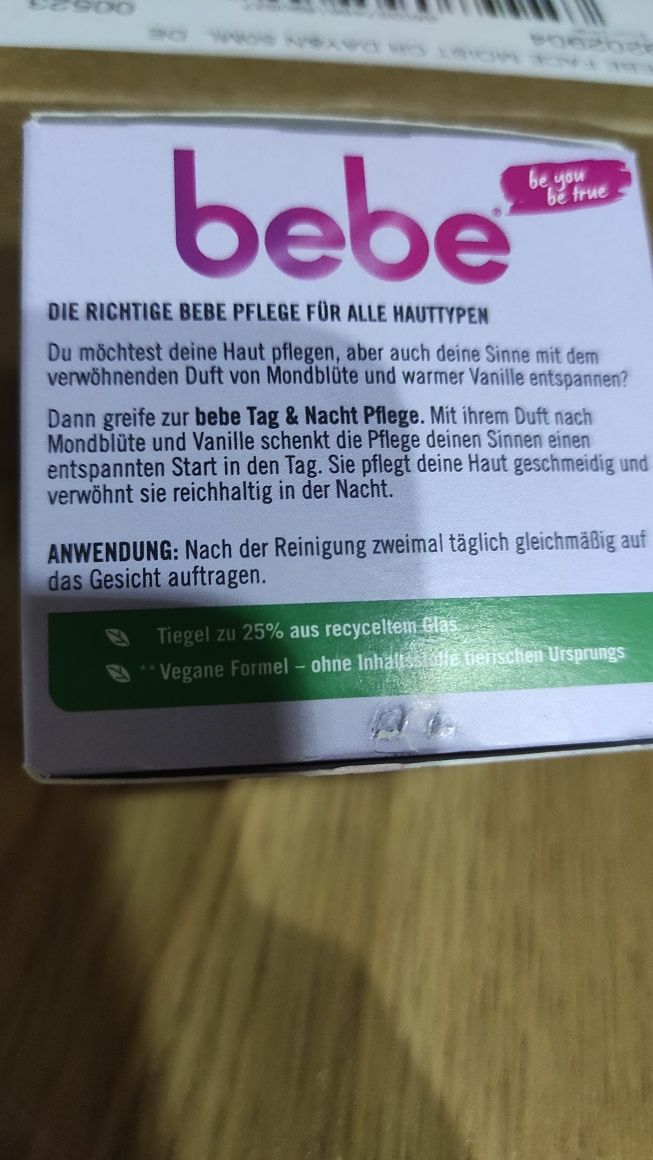 00523
bebe®
be you
be true
DIE RICHTIGE BEBE PFLEGE FÜR ALLE HAUTTYPEN
Du möchtest deine Haut pflegen, aber auch deine Sinne mit dem
verwöhnenden Duft von Mondblüte und warmer Vanille entspannen?
Dann greife zur bebe Tag & Nacht Pflege. Mit ihrem Duft nach
Mondblüte und Vanille schenkt die Pflege deinen Sinnen einen
entspannten Start in den Tag. Sie pflegt deine Haut geschmeidig und
verwöhnt sie reichhaltig in der Nacht.
ANWENDUNG: Nach der Reinigung zweimal täglich gleichmäßig auf
das Gesicht auftragen.
Tiegel zu 25% aus recyceltem Glas
**Vegane Formel – ohne Inhaltsstoffe tierischen Ursprungs